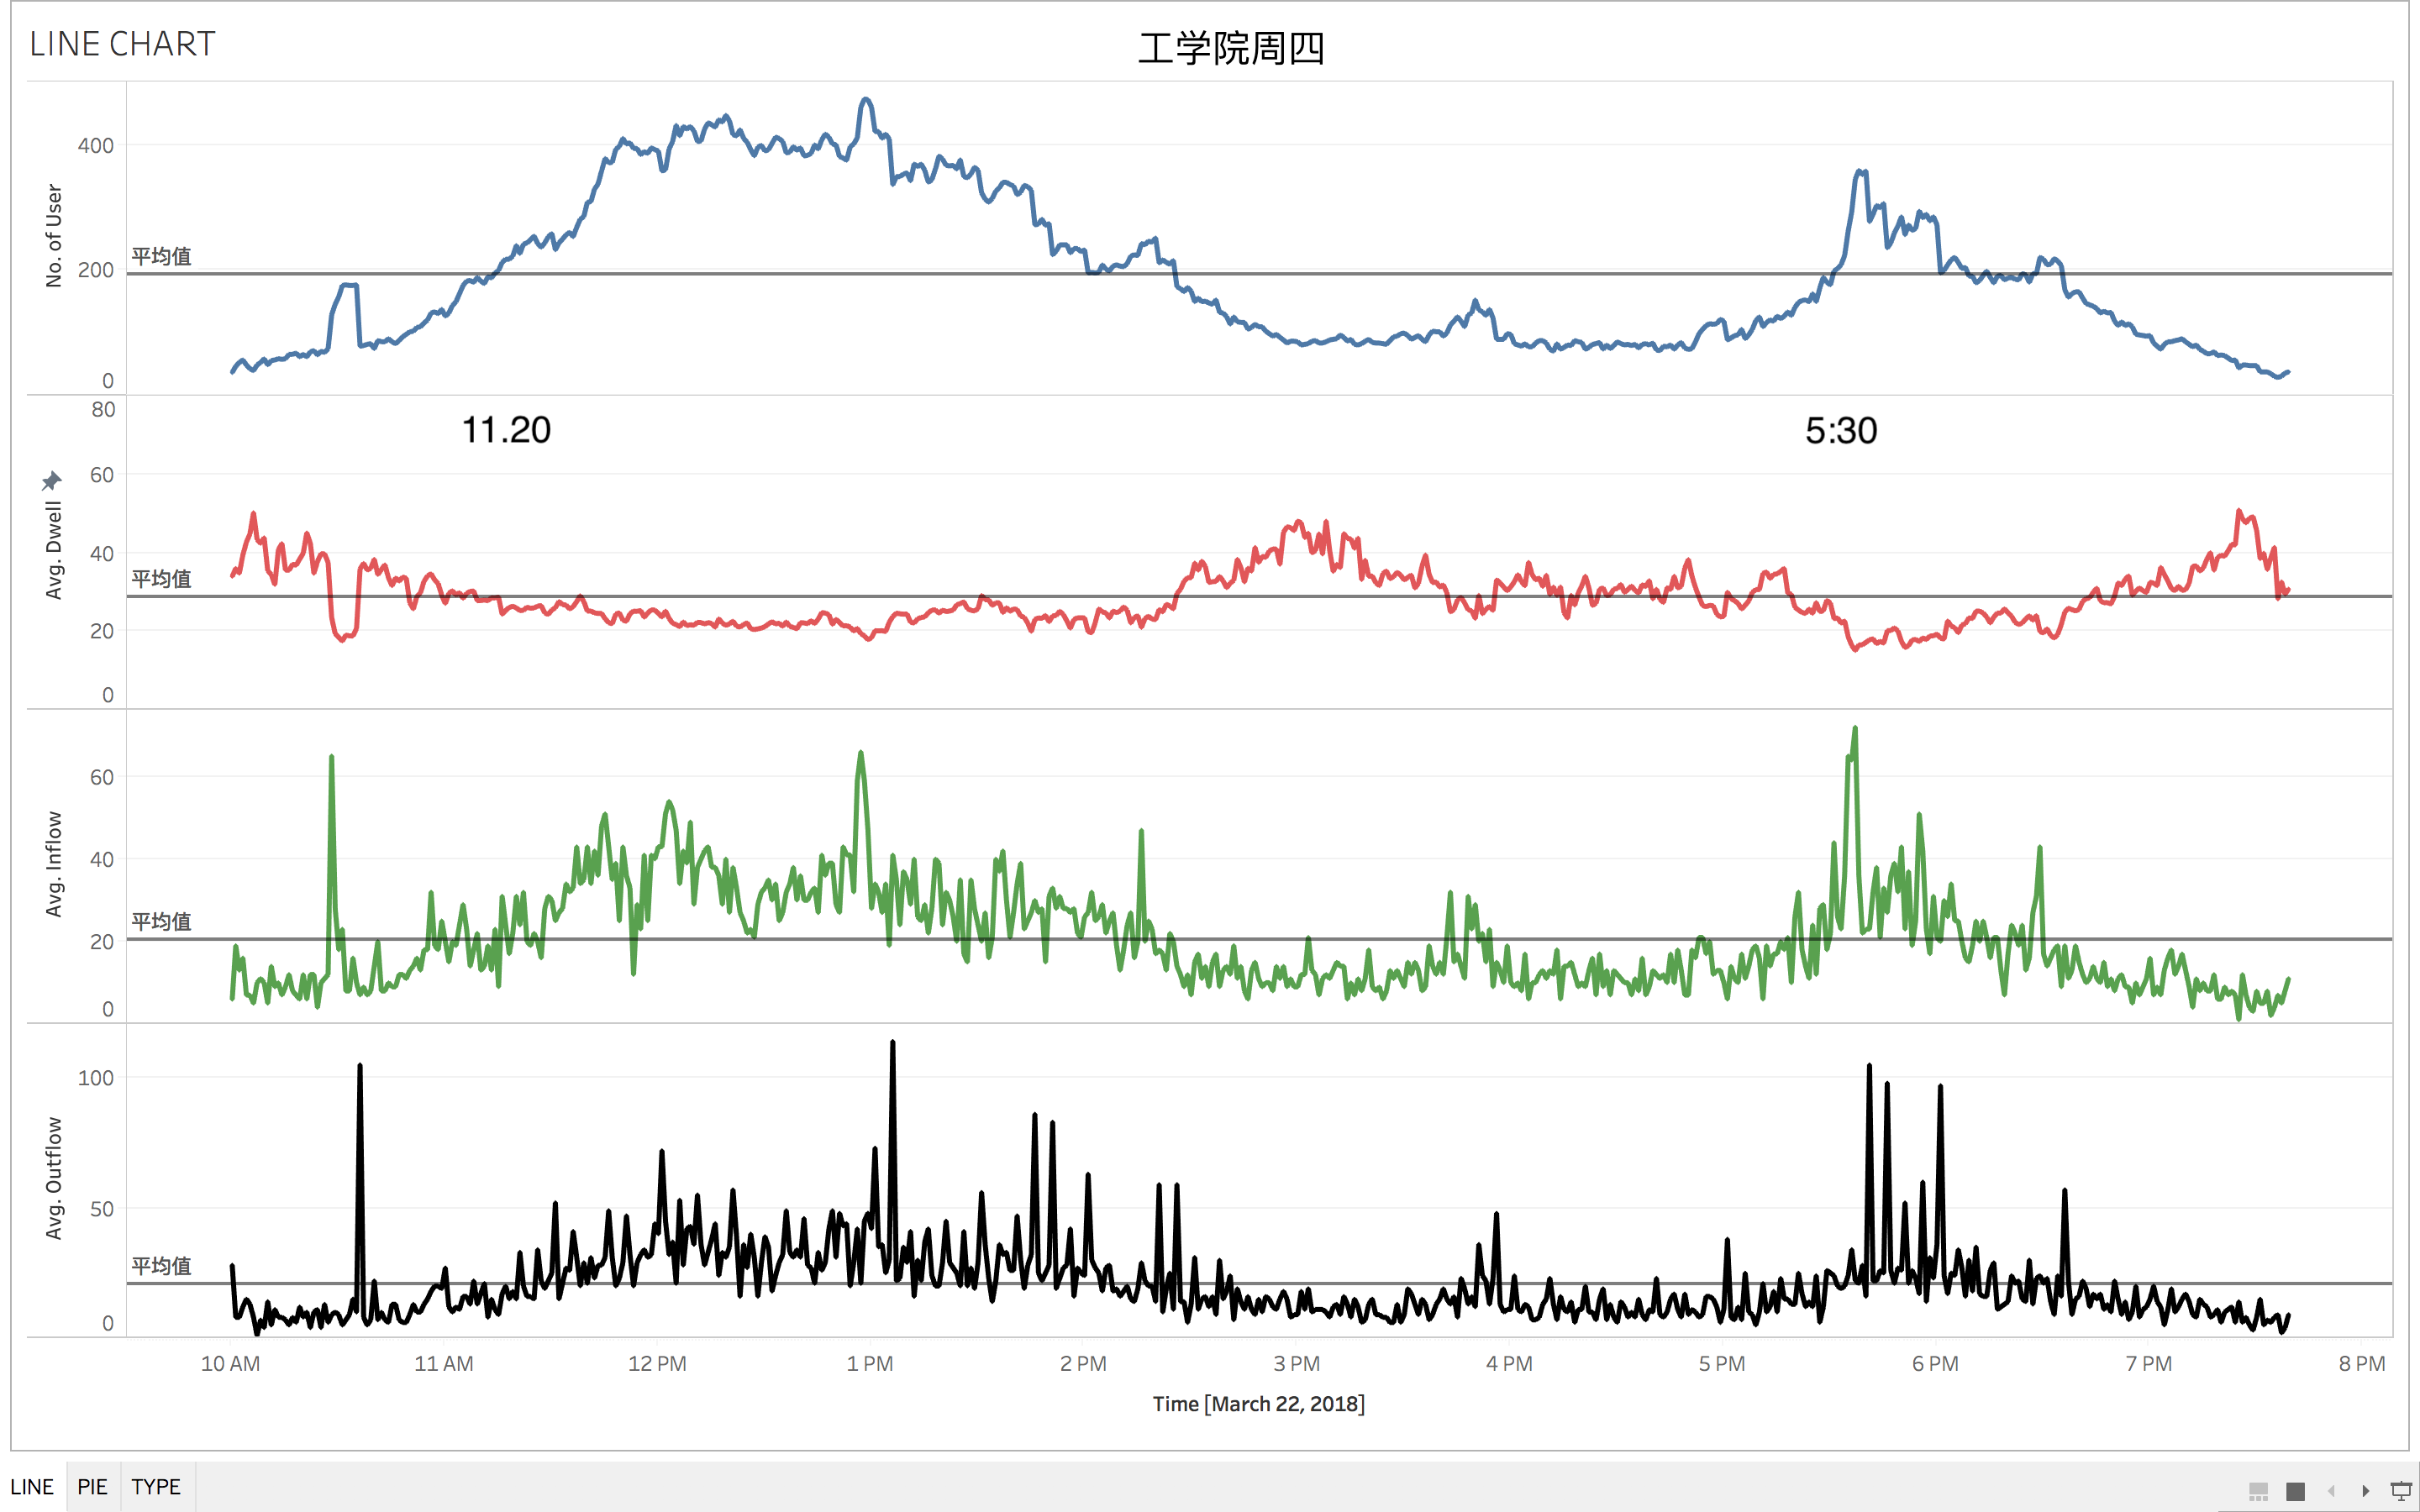 LINE CHART
工学院周四
No. of User
400
200
0
平均值
11.20
5:30
Avg. Dwell
80
60
40
20
0
平均值
Avg. Inflow
60
40
20
0
平均值
Avg. Outflow
100
50
0
平均值
10 AM 11 AM 12 PM 1 PM 2 PM 3 PM 4 PM 5 PM 6 PM 7 PM 8 PM
Time [March 22, 2018]
LINE PIE TYPE